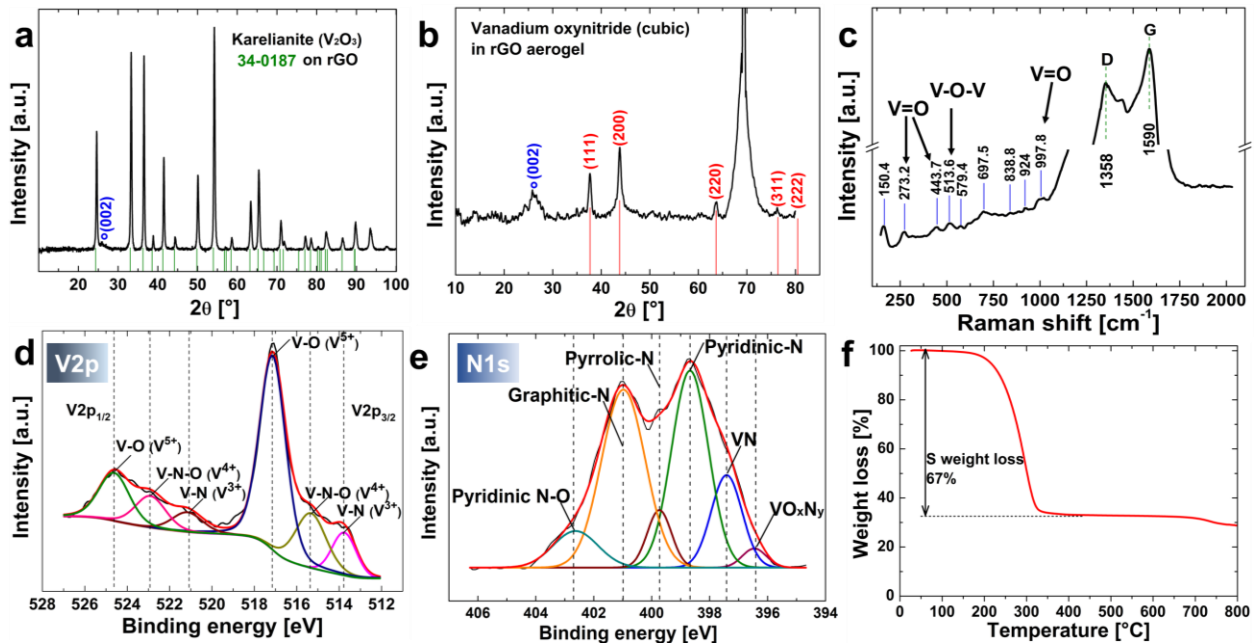 a
Karelianite (V₂O₃)
34-0187 on rGO
(002)
Intensity [a.u.]
10 20 30 40 50 60 70 80 90 100
2θ [°]
b
Vanadium oxynitride (cubic)
in rGO aerogel
(002)
(111)
(200)
(220)
(311)
(222)
Intensity [a.u.]
10 20 30 40 50 60 70 80
2θ [°]
c
V=O
V-O-V
V=O
D
G
150.4
273.2
443.7
513.6
579.4
697.5
838.8
924
997.8
1358
1590
Intensity [a.u.]
250 500 750 1000 1250 1500 1750 2000
Raman shift [cm⁻¹]
d
V2p
V2p₁/₂
V-O (V⁵⁺)
V-N-O (V⁴⁺)
V-N (V³⁺)
V-O (V⁵⁺)
V2p₃/₂
V-N-O (V⁴⁺)
V-N (V³⁺)
Intensity [a.u.]
528 526 524 522 520 518 516 514 512
Binding energy [eV]
e
N1s
Pyrrolic-N
Pyridinic-N
Graphitic-N
VN
Pyridinic N-O
VOₓNᵧ
Intensity [a.u.]
406 404 402 400 398 396 394
Binding energy [eV]
f
S weight loss
67%
Weight loss [%]
100
80
60
40
20
0
0 100 200 300 400 500 600 700 800
Temperature [°C]